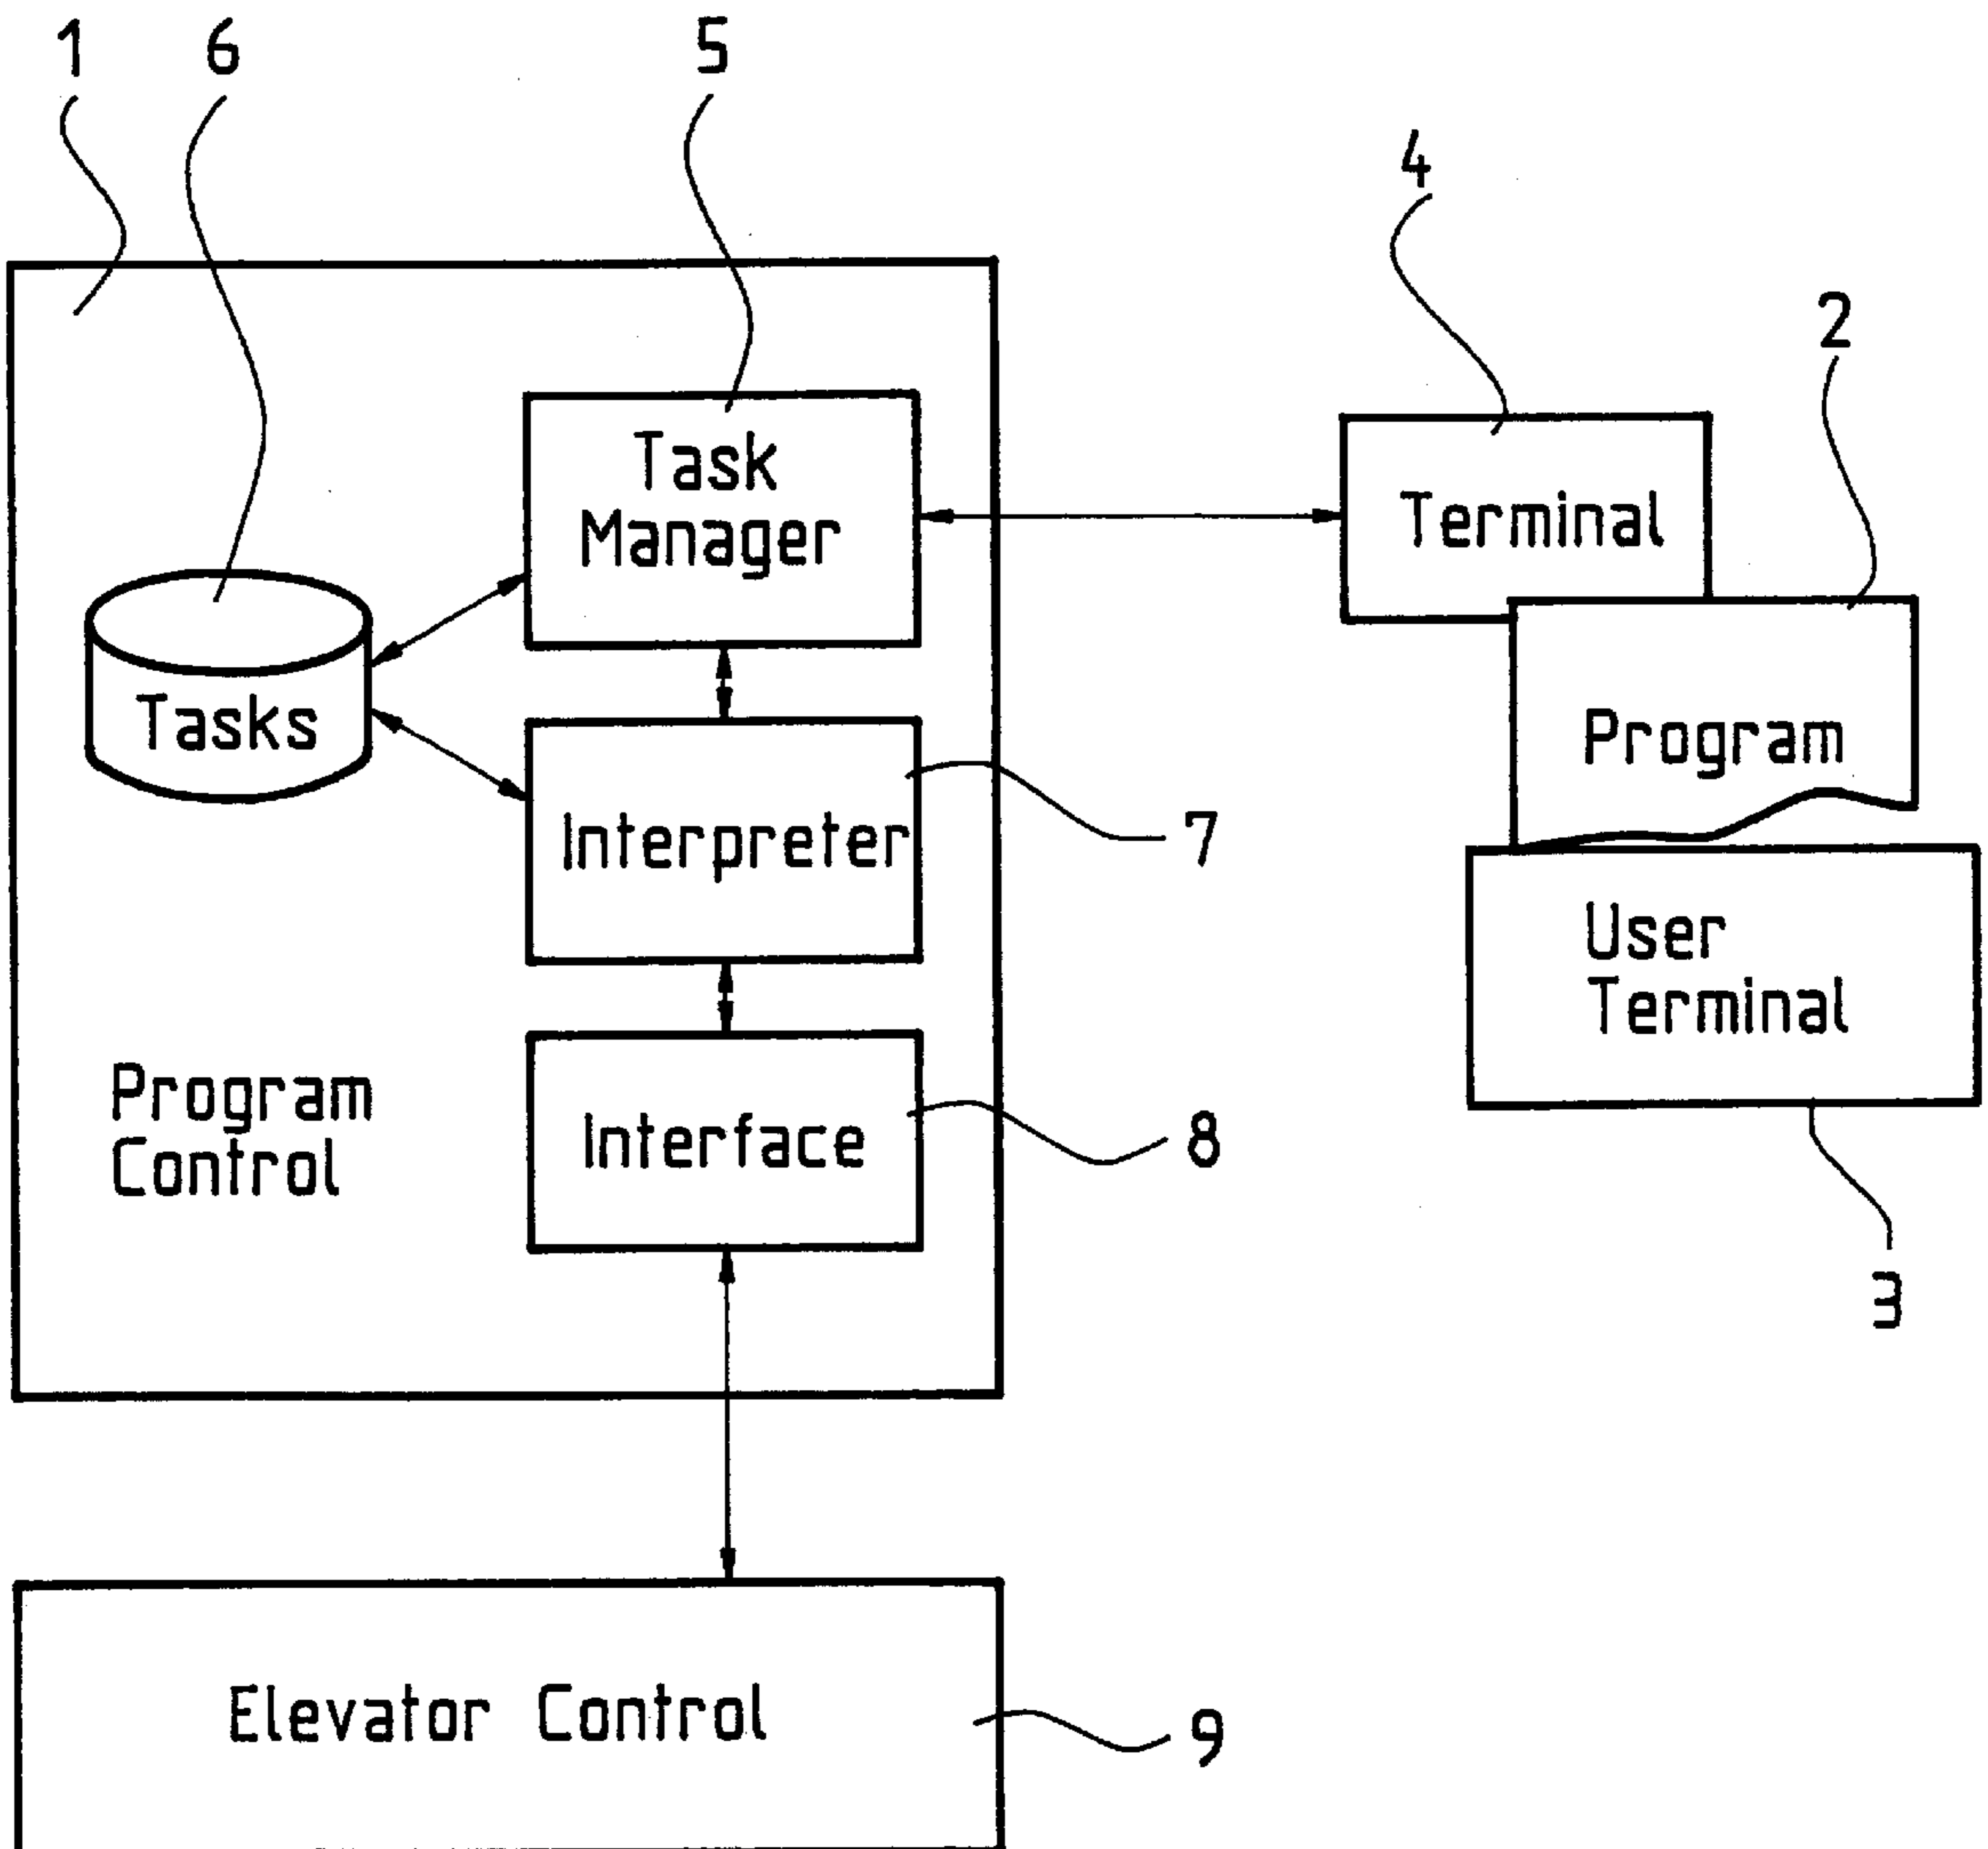 1
6
5
4
2
Task
Manager
Terminal
Tasks
Program
Interpreter
7
User
Terminal
Program
Control
Interface
8
3
Elevator Control
9